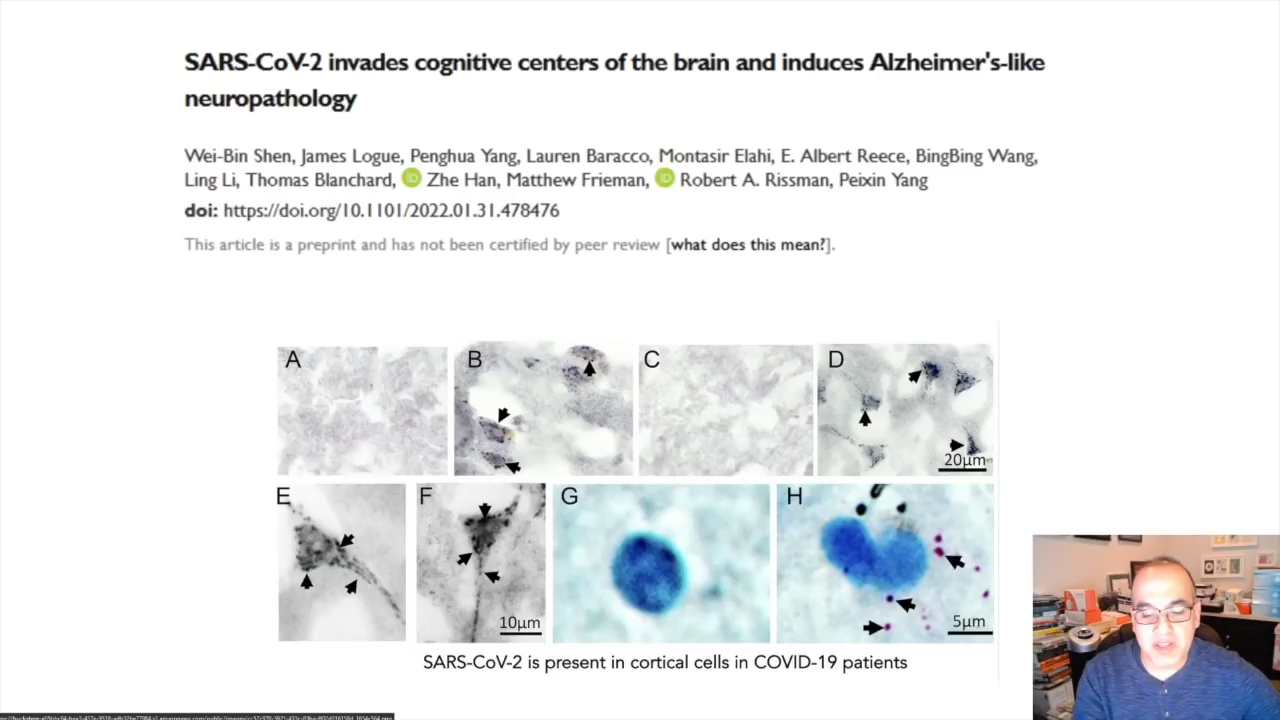 SARS-CoV-2 invades cognitive centers of the brain and induces Alzheimer's-like
neuropathology
Wei-Bin Shen, James Logue, Penghua Yang, Lauren Baracco, Montasir Elahi, E. Albert Reece, BingBing Wang,
Ling Li, Thomas Blanchard, iD Zhe Han, Matthew Frieman, iD Robert A. Rissman, Peixin Yang
doi: https://doi.org/10.1101/2022.01.31.478476
This article is a preprint and has not been certified by peer review [what does this mean?].
A B C D
20μm
E F G H
10μm 5μm
SARS-CoV-2 is present in cortical cells in COVID-19 patients